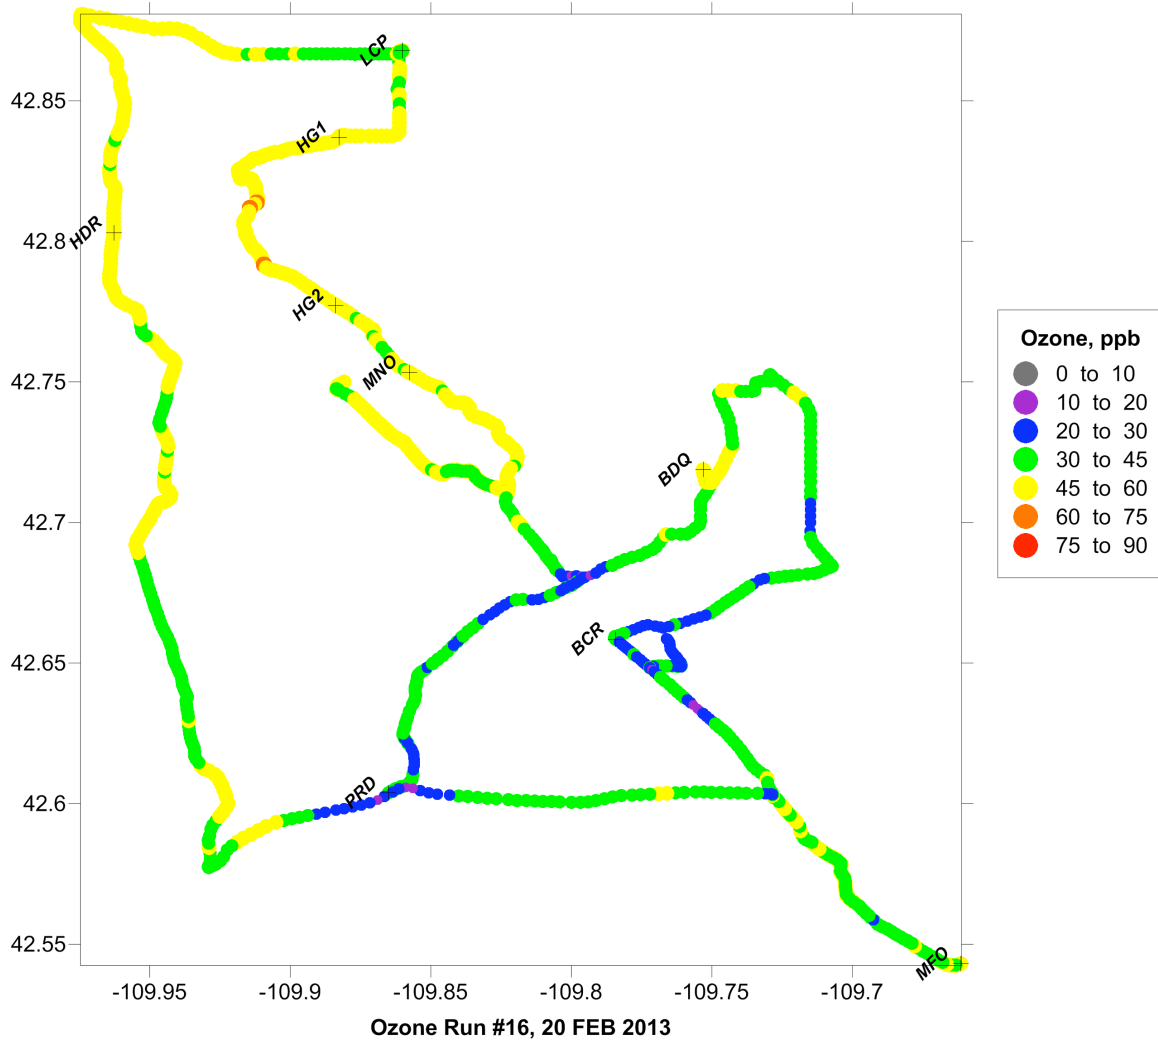 LCP
42.85
HG1
HDR
42.8
HG2
MNO
42.75
BDQ
42.7
BCR
42.65
PRD
42.6
MFO
42.55
-109.95 -109.9 -109.85 -109.8 -109.75 -109.7
Ozone Run #16, 20 FEB 2013
Ozone, ppb
0 to 10
10 to 20
20 to 30
30 to 45
45 to 60
60 to 75
75 to 90